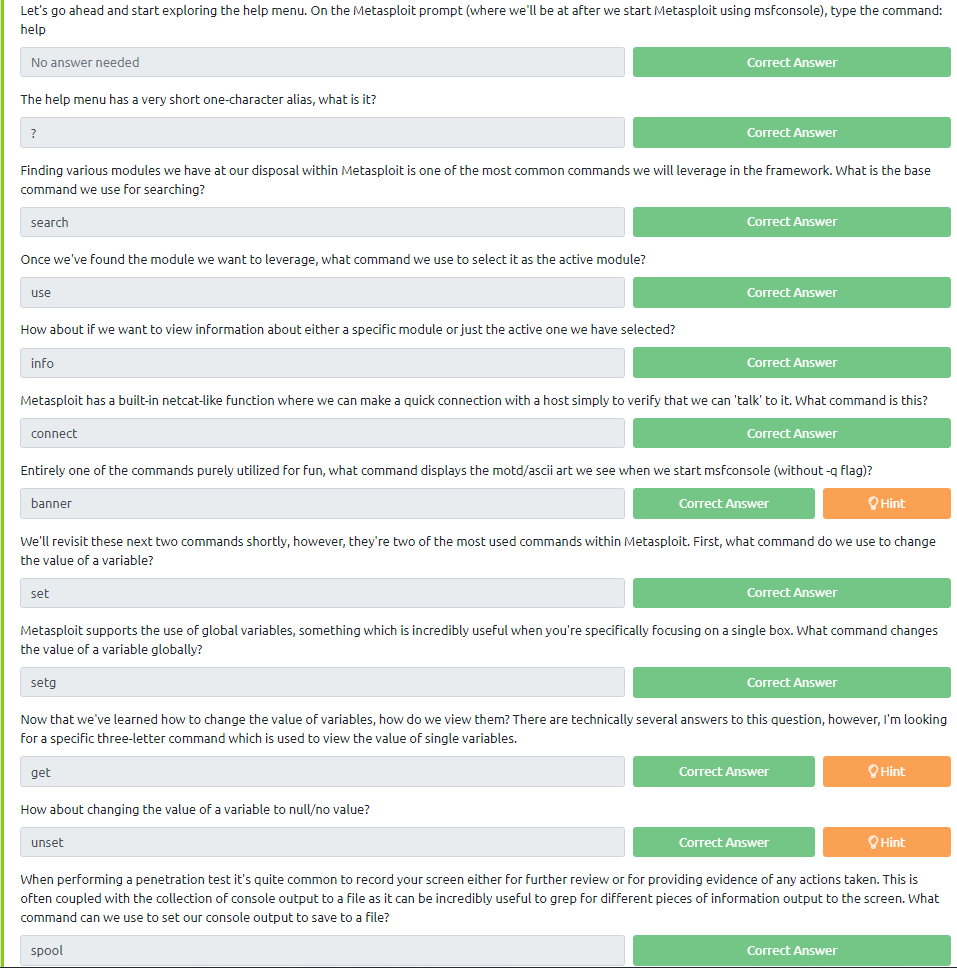 Let's go ahead and start exploring the help menu. On the Metasploit prompt (where we'll be at after we start Metasploit using msfconsole), type the command:
help
No answer needed
Correct Answer
The help menu has a very short one-character alias, what is it?
?
Correct Answer
Finding various modules we have at our disposal within Metasploit is one of the most common commands we will leverage in the framework. What is the base
command we use for searching?
search
Correct Answer
Once we've found the module we want to leverage, what command we use to select it as the active module?
use
Correct Answer
How about if we want to view information about either a specific module or just the active one we have selected?
info
Correct Answer
Metasploit has a built-in netcat-like function where we can make a quick connection with a host simply to verify that we can 'talk' to it. What command is this?
connect
Correct Answer
Entirely one of the commands purely utilized for fun, what command displays the motd/ascii art we see when we start msfconsole (without -q flag)?
banner
Correct Answer
Hint
We'll revisit these next two commands shortly, however, they're two of the most used commands within Metasploit. First, what command do we use to change
the value of a variable?
set
Correct Answer
Metasploit supports the use of global variables, something which is incredibly useful when you're specifically focusing on a single box. What command changes
the value of a variable globally?
setg
Correct Answer
Now that we've learned how to change the value of variables, how do we view them? There are technically several answers to this question, however, I'm looking
for a specific three-letter command which is used to view the value of single variables.
get
Correct Answer
Hint
How about changing the value of a variable to null/no value?
unset
Correct Answer
Hint
When performing a penetration test it's quite common to record your screen either for further review or for providing evidence of any actions taken. This is
often coupled with the collection of console output to a file as it can be incredibly useful to grep for different pieces of information output to the screen. What
command can we use to set our console output to save to a file?
spool
Correct Answer